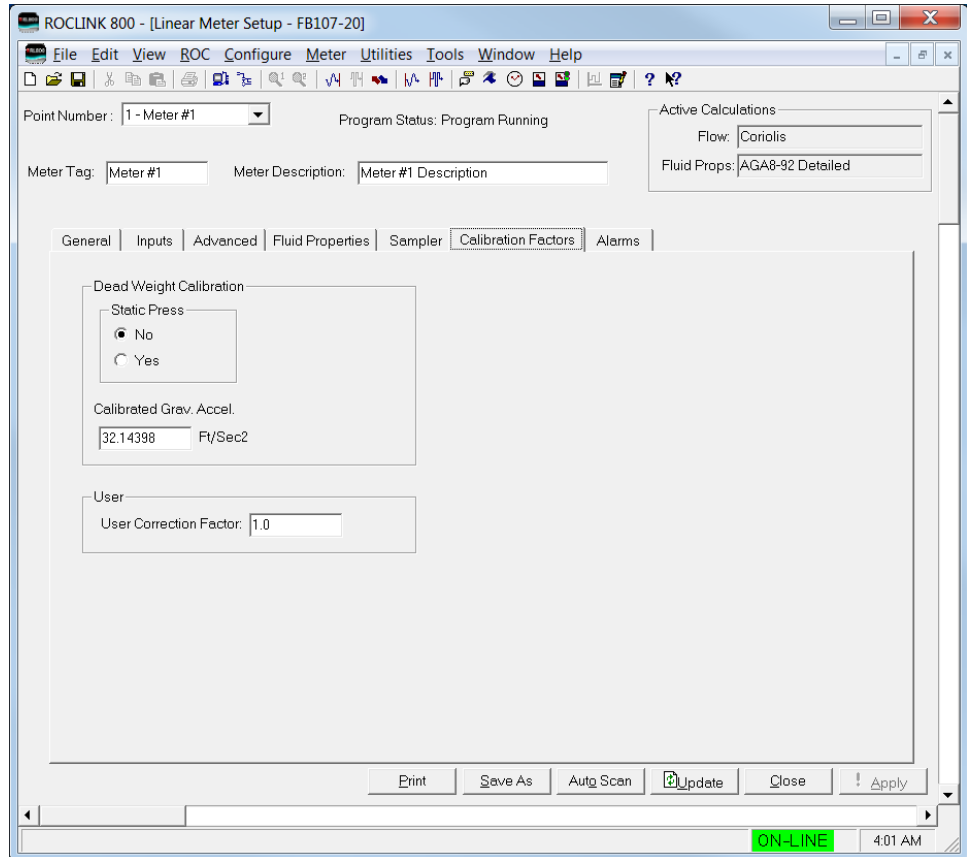 ROCLINK 800 - [Linear Meter Setup - FB107-20]
File Edit View ROC Configure Meter Utilities Tools Window Help
Point Number : 1 - Meter #1 Program Status: Program Running
Active Calculations
Flow: Coriolis
Meter Tag: Meter #1 Meter Description: Meter #1 Description
Fluid Props: AGA8-92 Detailed
General Inputs Advanced Fluid Properties Sampler Calibration Factors Alarms
Dead Weight Calibration
Static Press
No
Yes
Calibrated Grav. Accel.
32.14398 Ft/Sec2
User
User Correction Factor: 1.0
Print Save As Auto Scan Update Close ! Apply
ON-LINE 4:01 AM